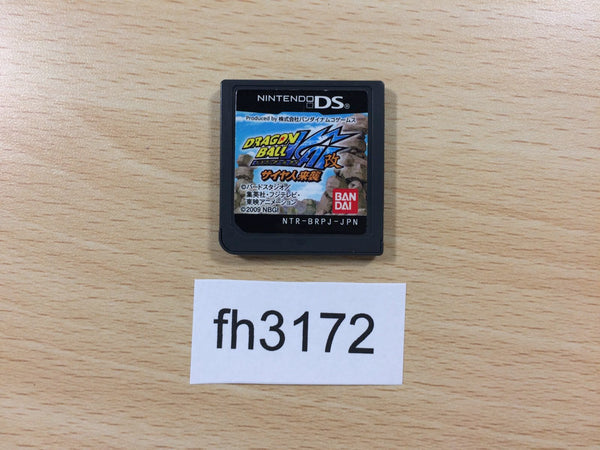 NINTENDO DS®
Produced by 株式会社バンダイナムコゲームス
DRAGON
BALL KAI 改
サイヤ人来襲
©バードスタジオ/
集英社・フジテレビ・
東映アニメーション
©2009 NBGI
BAN
DAI
NTR-BRPJ-JPN
fh3172